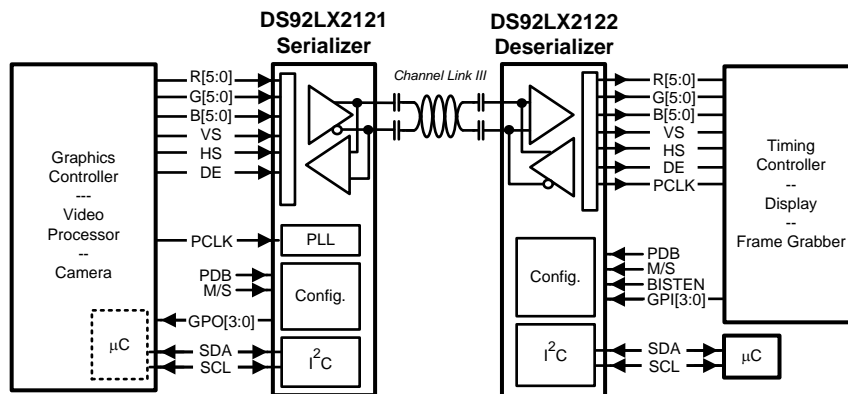 DS92LX2121
Serializer
DS92LX2122
Deserializer
Channel Link III
Graphics
Controller
---
Video
Processor
--
Camera
R[5:0]
G[5:0]
B[5:0]
VS
HS
DE
PCLK
PDB
M/S
GPO[3:0]
SDA
SCL
µC
PLL
Config.
I²C
R[5:0]
G[5:0]
B[5:0]
VS
HS
DE
PCLK
Config.
PDB
M/S
BISTEN
GPI[3:0]
I²C
SDA
SCL
µC
Timing
Controller
--
Display
--
Frame Grabber